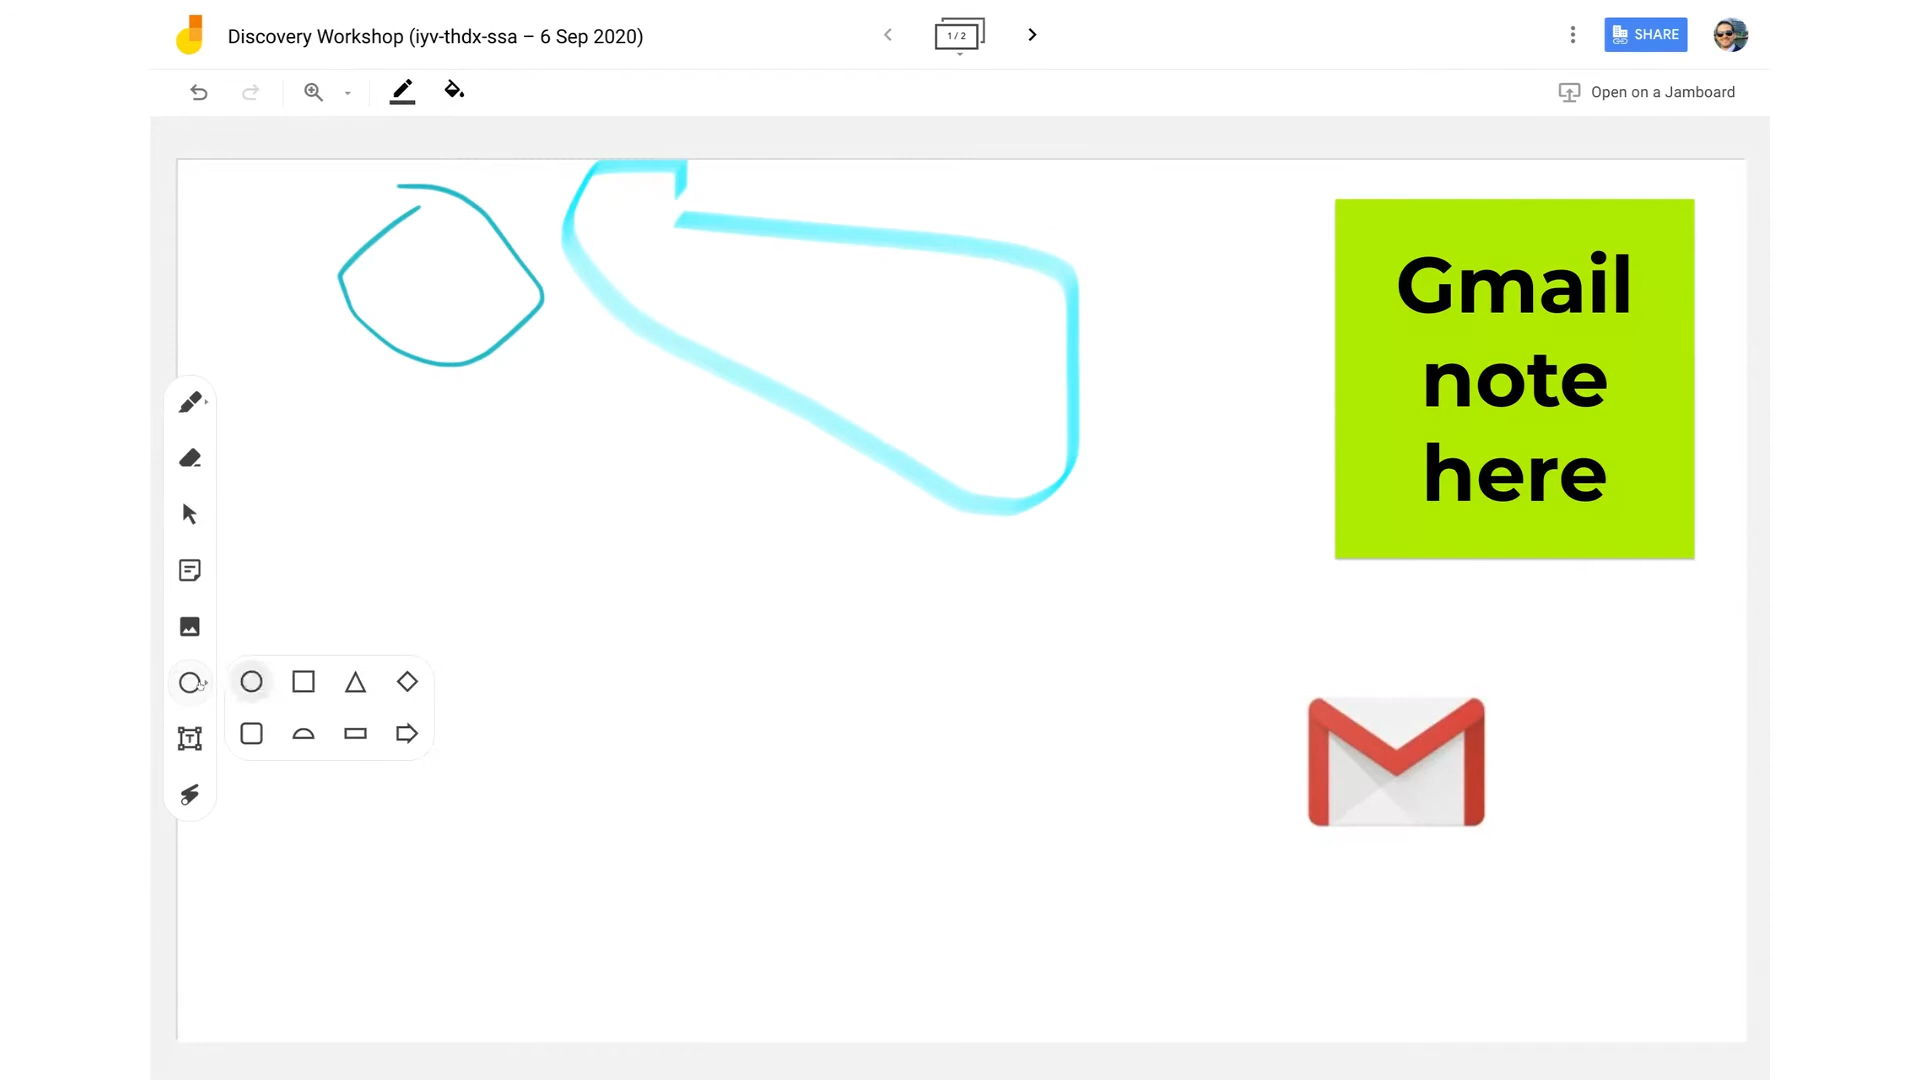 Discovery Workshop (iyv-thdx-ssa – 6 Sep 2020)
1 / 2
SHARE
Open on a Jamboard
Gmail
note
here